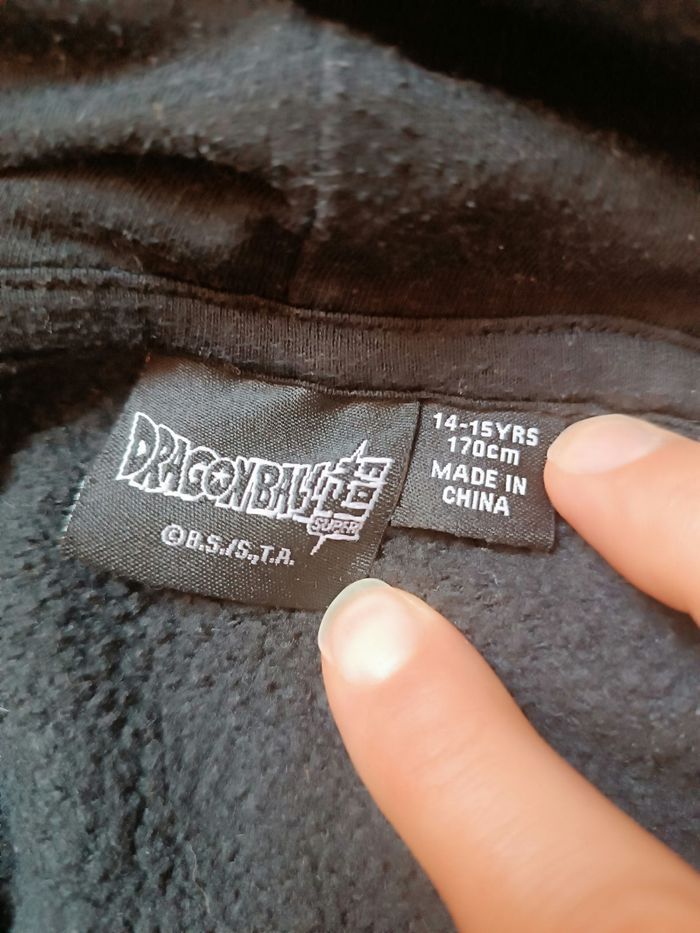 DRAGONBALL超
SUPER
©B.S./S.,T.A.
14-15YRS
170cm
MADE IN
CHINA